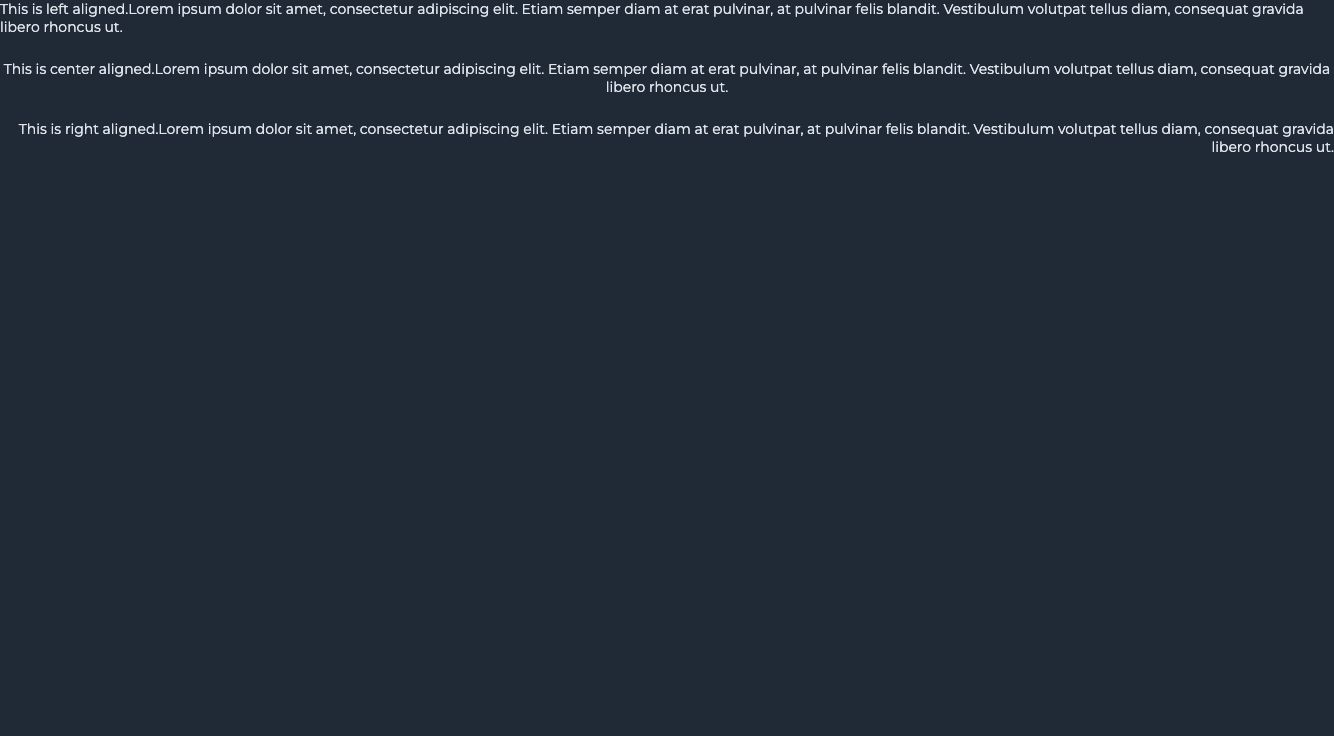 This is left aligned.Lorem ipsum dolor sit amet, consectetur adipiscing elit. Etiam semper diam at erat pulvinar, at pulvinar felis blandit. Vestibulum volutpat tellus diam, consequat gravida
libero rhoncus ut.
This is center aligned.Lorem ipsum dolor sit amet, consectetur adipiscing elit. Etiam semper diam at erat pulvinar, at pulvinar felis blandit. Vestibulum volutpat tellus diam, consequat gravida
libero rhoncus ut.
This is right aligned.Lorem ipsum dolor sit amet, consectetur adipiscing elit. Etiam semper diam at erat pulvinar, at pulvinar felis blandit. Vestibulum volutpat tellus diam, consequat gravida
libero rhoncus ut.